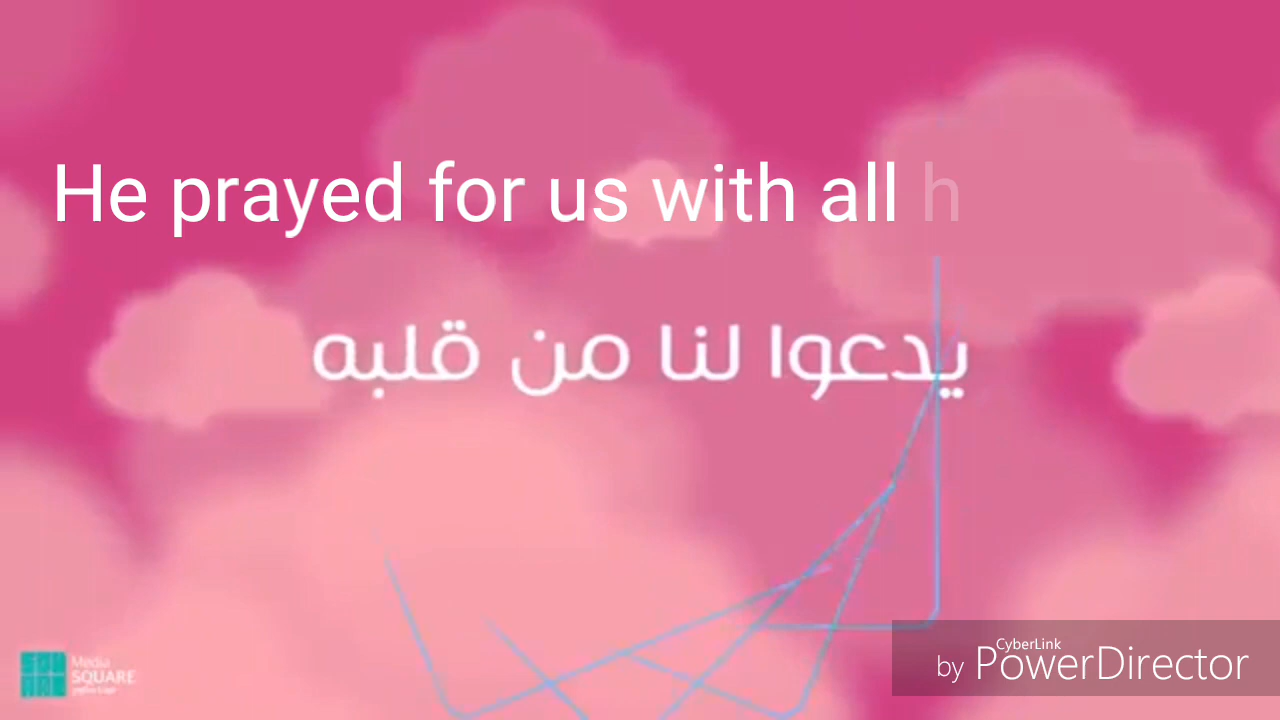 He prayed for us with all h
يدعوا لنا من قلبه
Media
SQUARE
CyberLink
by PowerDirector